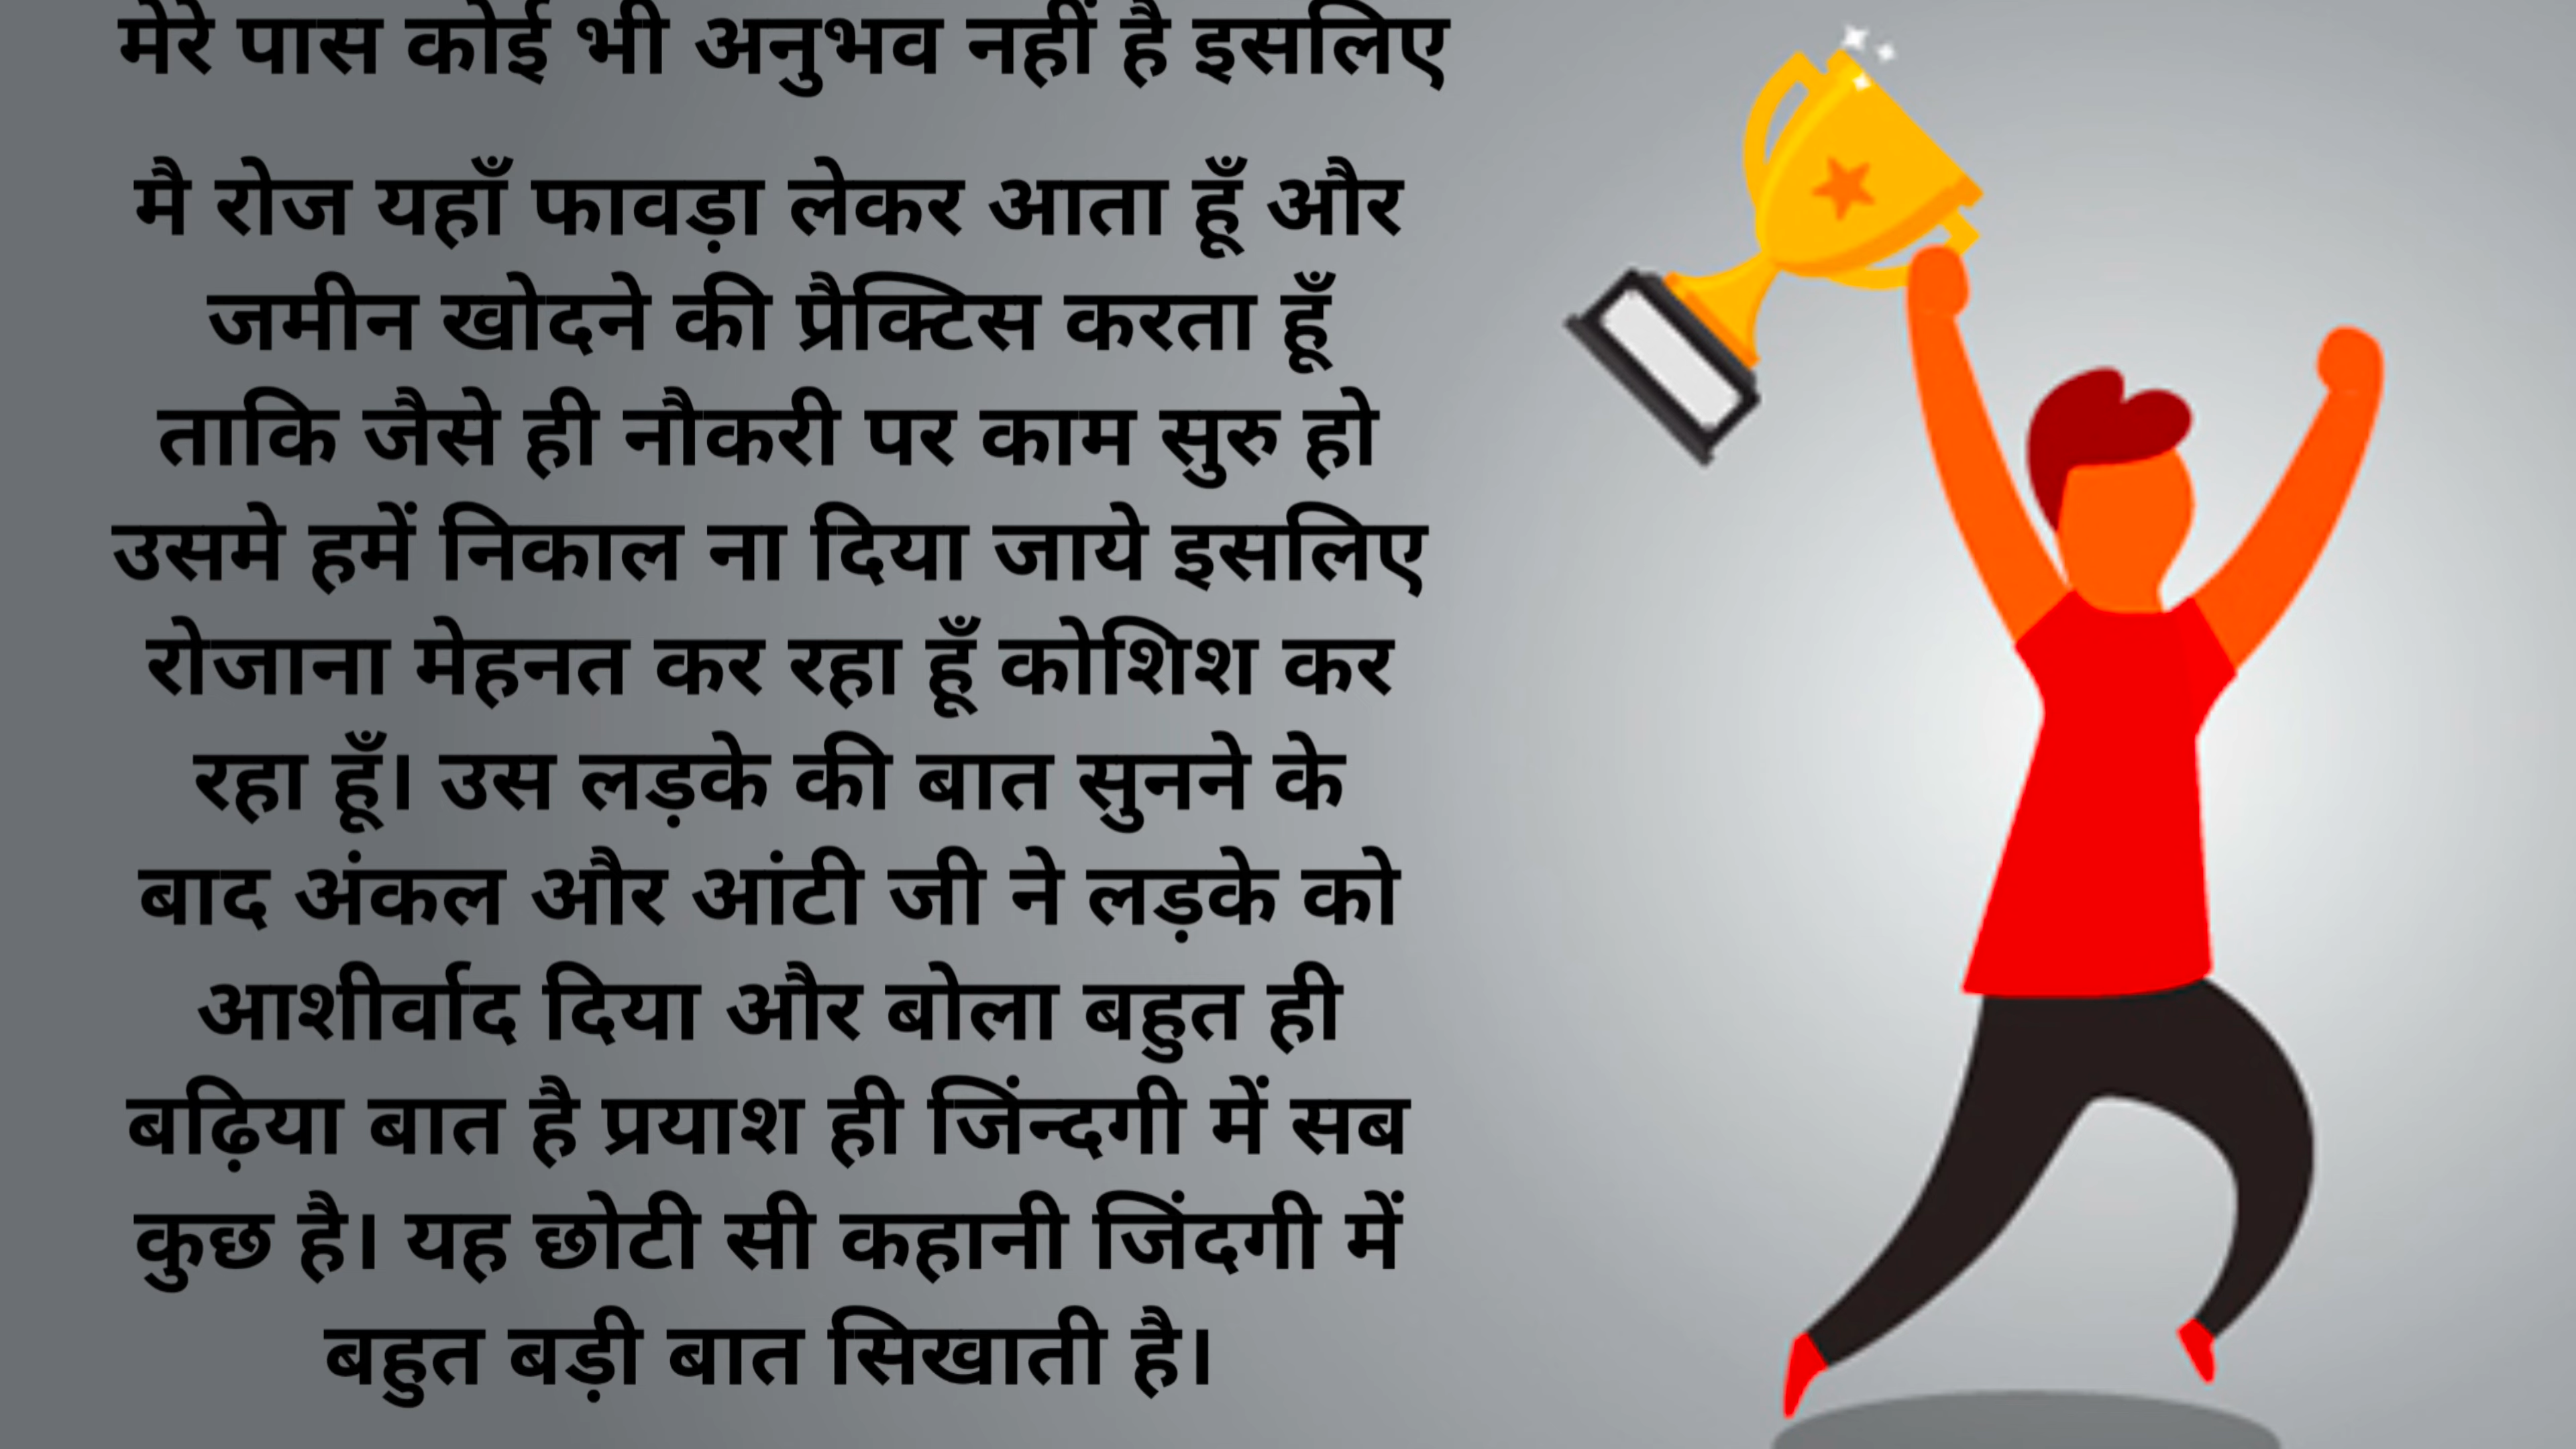 मेरे पास कोई भी अनुभव नहीं है इसलिए
मै रोज यहाँ फावड़ा लेकर आता हूँ और
जमीन खोदने की प्रैक्टिस करता हूँ
ताकि जैसे ही नौकरी पर काम सुरु हो
उसमे हमें निकाल ना दिया जाये इसलिए
रोजाना मेहनत कर रहा हूँ कोशिश कर
रहा हूँ। उस लड़के की बात सुनने के
बाद अंकल और आंटी जी ने लड़के को
आशीर्वाद दिया और बोला बहुत ही
बढ़िया बात है प्रयाश ही जिंन्दगी में सब
कुछ है। यह छोटी सी कहानी जिंदगी में
बहुत बड़ी बात सिखाती है।